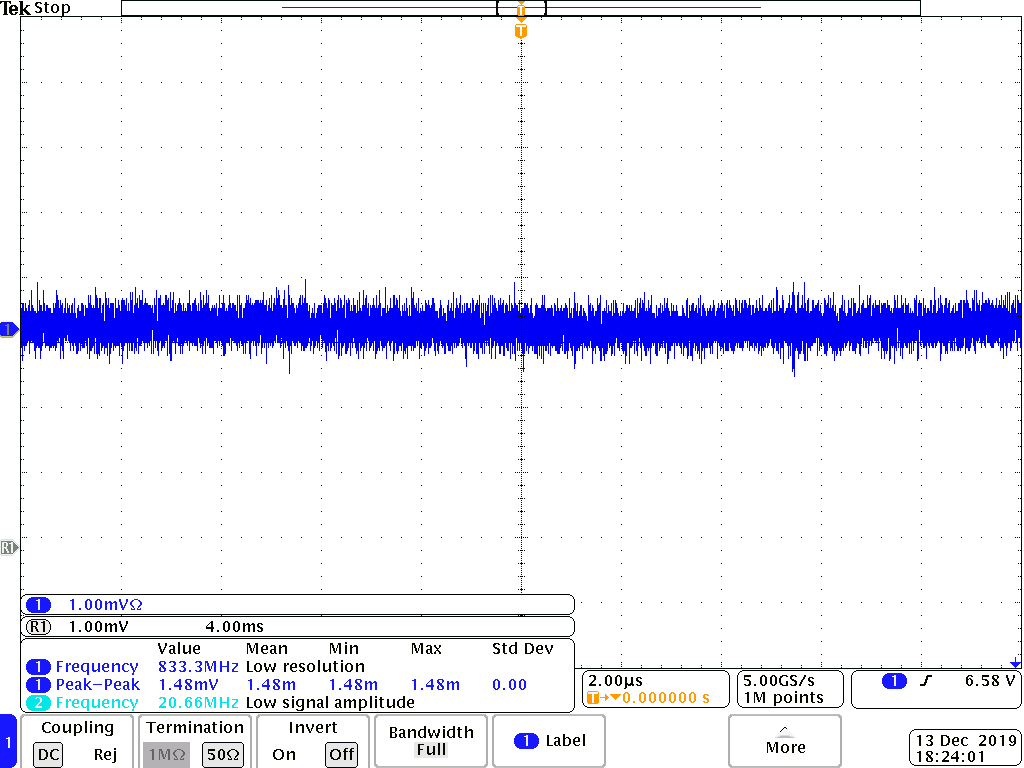 Tek Stop
T
T
1
R1
1 1.00mVΩ
R1 1.00mV 4.00ms
Value Mean Min Max Std Dev
1 Frequency 833.3MHz Low resolution
1 Peak−Peak 1.48mV 1.48m 1.48m 1.48m 0.00
2 Frequency 20.66MHz Low signal amplitude
2.00µs
T→▼0.000000 s
5.00GS/s
1M points
1 6.58 V
1
Coupling
DC Rej
Termination
1MΩ 50Ω
Invert
On Off
Bandwidth
Full
1 Label
More
13 Dec 2019
18:24:01